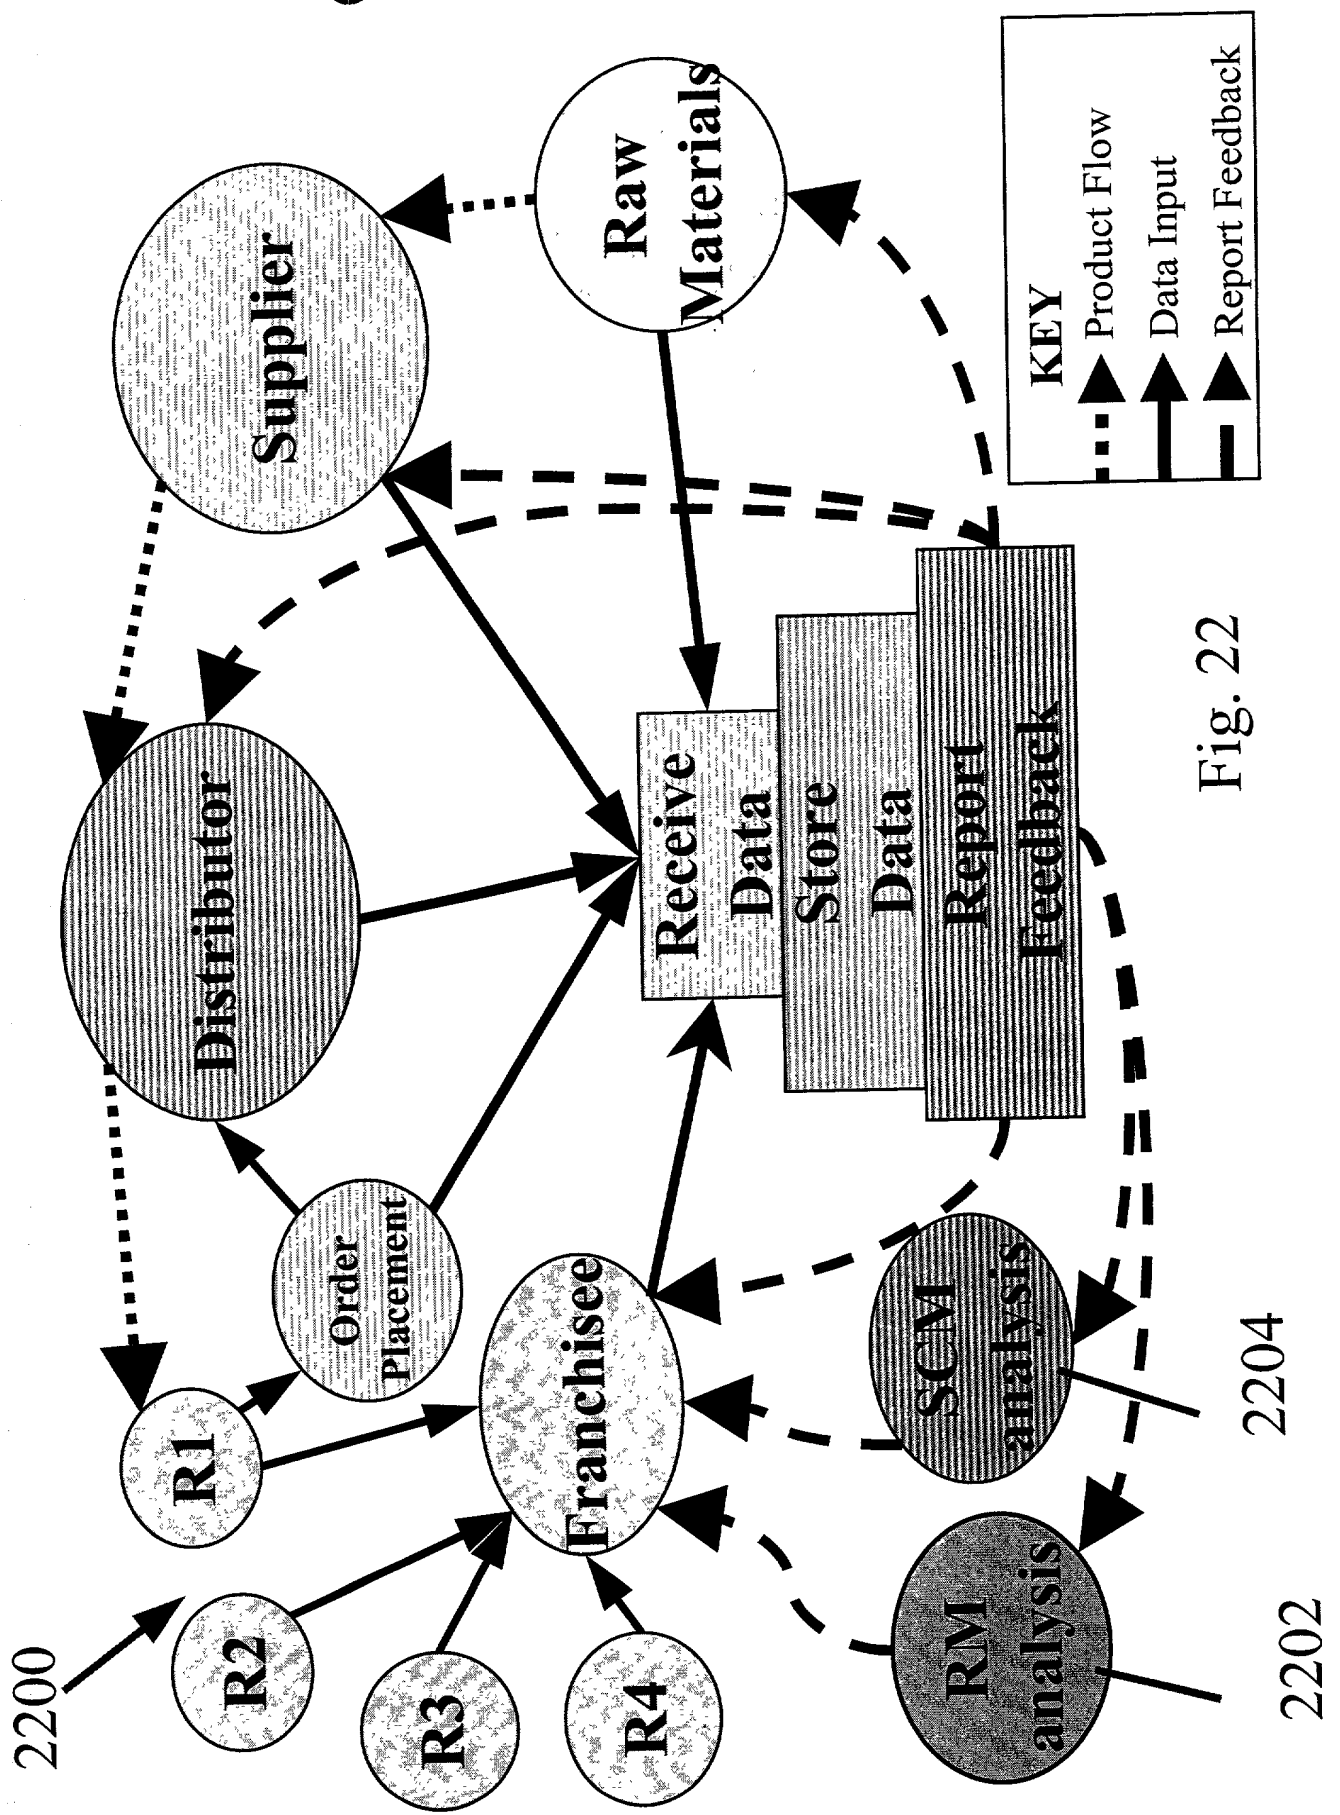 2200
R1
R2
R3
R4
Order
Placement
Distributor
Supplier
Franchisee
Raw
Materials
Receive
Data
Store
Data
Report
Feedback
RM
analysis
SCM
analysis
2202
2204
KEY
Product Flow
Data Input
Report Feedback
Fig. 22